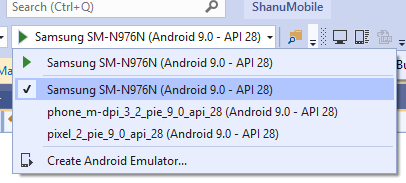 Search (Ctrl+Q)
ShanuMobile
Samsung SM-N976N (Android 9.0 - API 28)
Samsung SM-N976N (Android 9.0 - API 28)
Samsung SM-N976N (Android 9.0 - API 28)
phone_m-dpi_3_2_pie_9_0_api_28 (Android 9.0 - API 28)
pixel_2_pie_9_0_api_28 (Android 9.0 - API 28)
Create Android Emulator...